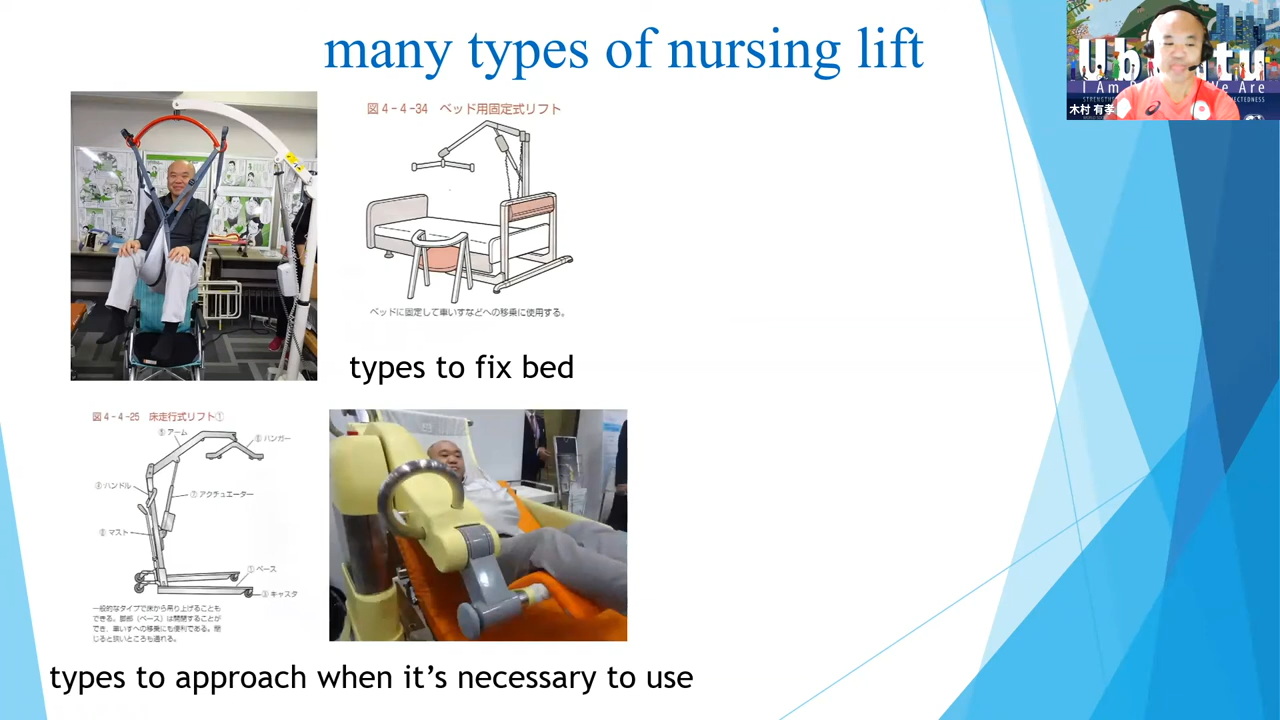 many types of nursing lift
Ubuntu
I Am
We Are
木村 有孝
図4-4-34 ベッド用固定式リフト
ベッドに固定して車いすなどへの移乗に使用する。
types to fix bed
図4-4-25 床走行式リフト①
⑤アーム
⑥ハンガー
④ハンドル
⑦アクチュエーター
②マスト
①ベース
③キャスタ
一般的なタイプで床から吊り上げることも
できる。脚部(ベース)は開閉することが
でき、車いすへの移乗にも便利である。閉
じると狭いところも通れる。
types to approach when it's necessary to use